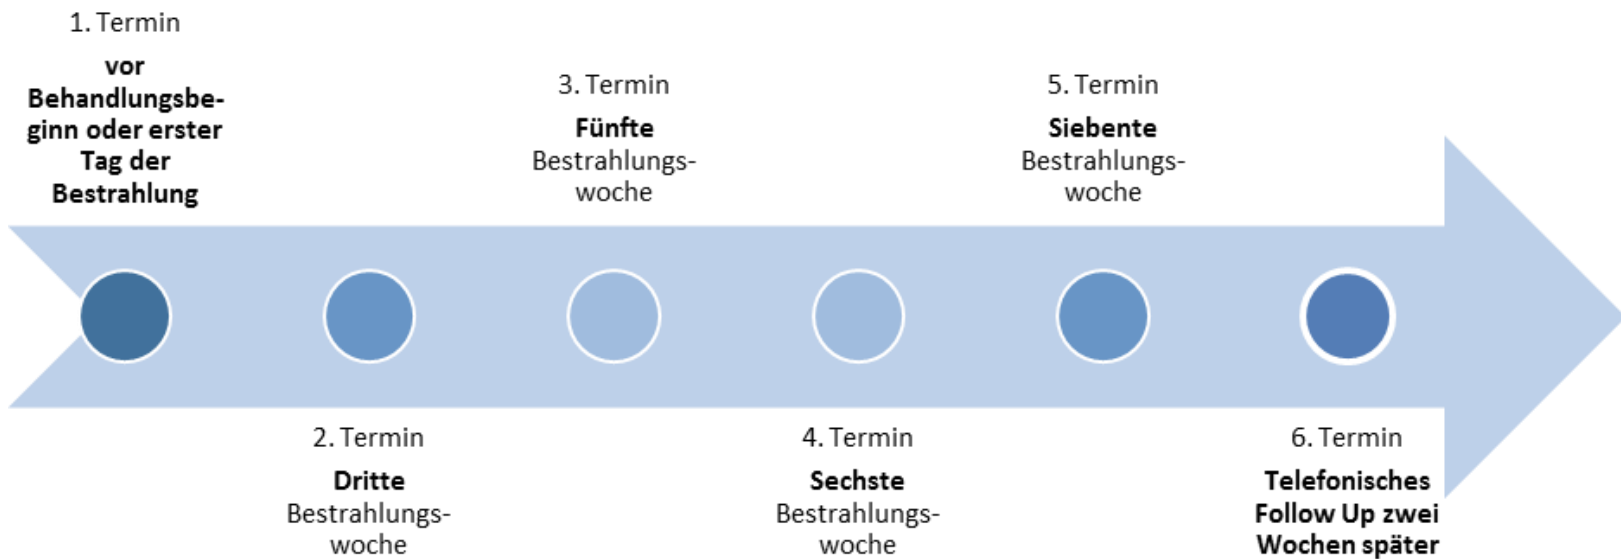 1. Termin
vor
Behandlungsbe-
ginn oder erster
Tag der
Bestrahlung
2. Termin
Dritte
Bestrahlungs-
woche
3. Termin
Fünfte
Bestrahlungs-
woche
4. Termin
Sechste
Bestrahlungs-
woche
5. Termin
Siebente
Bestrahlungs-
woche
6. Termin
Telefonisches
Follow Up zwei
Wochen später